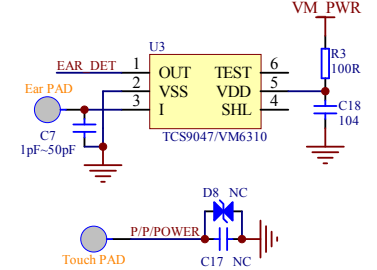 VM_PWR
U3
R3
100R
EAR_DET 1 OUT TEST 6
Ear PAD 2 VSS VDD 5
3 I SHL 4
C18
104
C7
1pF~50pF
TCS9047/VM6310
D8 NC
P/P/POWER
Touch PAD
C17 NC